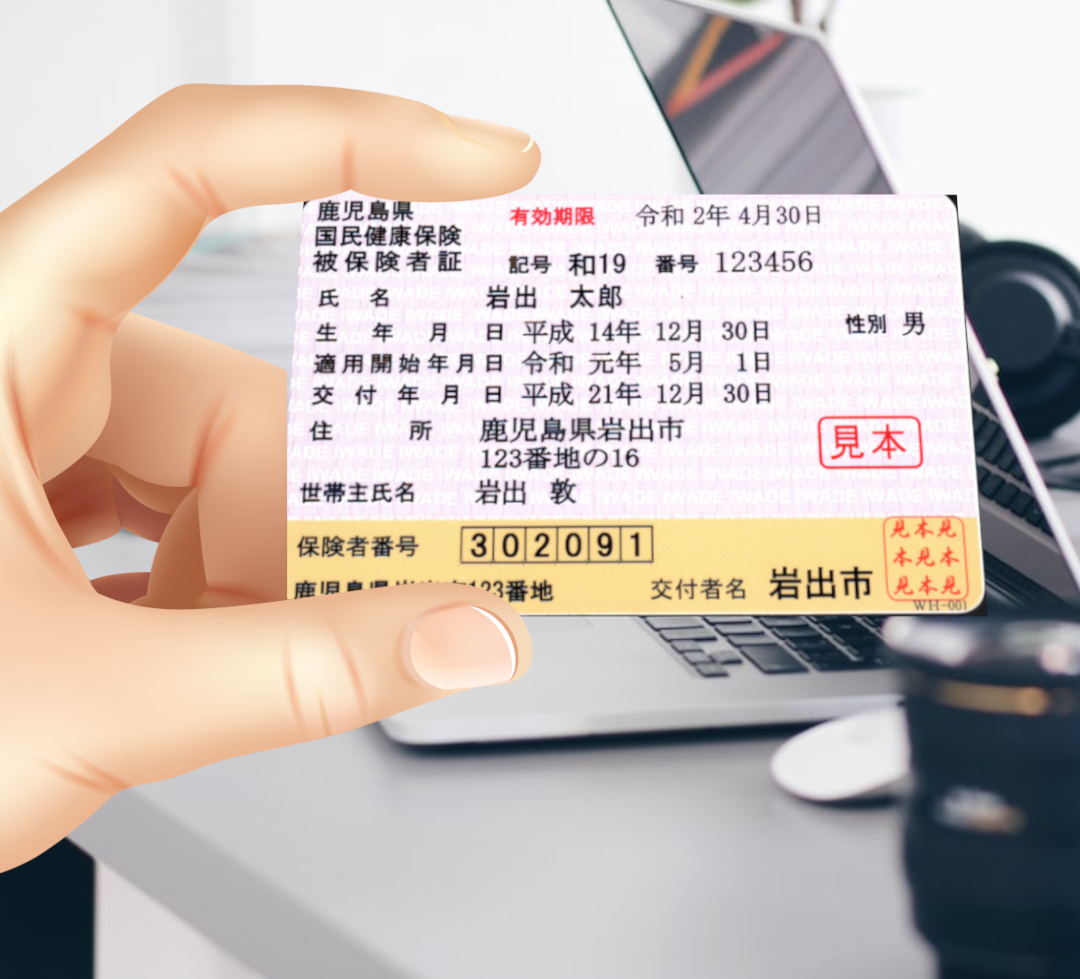 鹿児島県
国民健康保険
被保険者証
有効期限 令和 2年 4月30日
記号 和19 番号 123456
氏名 岩出 太郎
生年月日 平成 14年 12月 30日
性別 男
適用開始年月日 令和 元年 5月 1日
交付年月日 平成 21年 12月 30日
住所 鹿児島県岩出市
123番地の16
見本
世帯主氏名 岩出 敦
保険者番号 302091
鹿児島県岩出市123番地
交付者名 岩出市
見本見
本見本
見本見
WH-001
IWADE IWADE IWADE